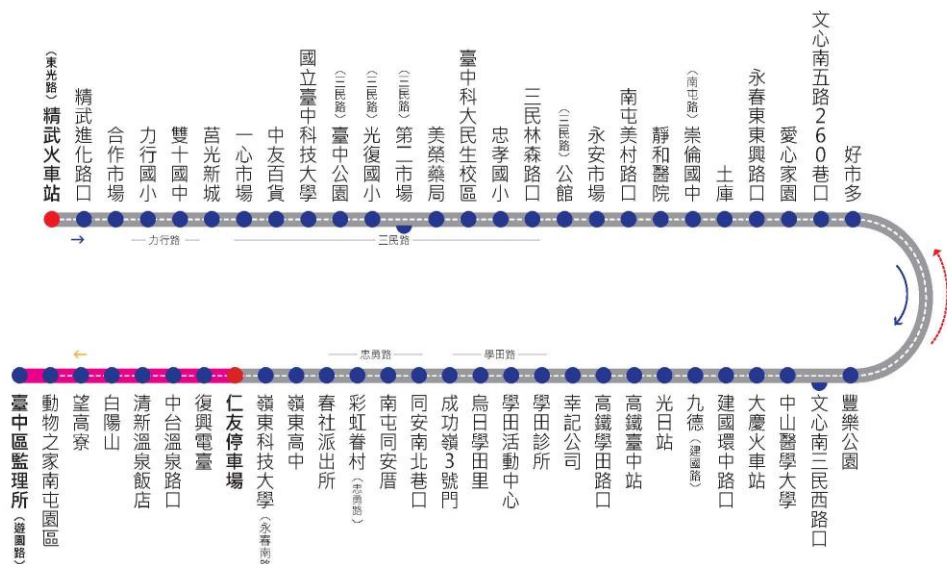 精武火車站（東光路）
精武進化路口
合作市場
力行國小
雙十國中
莒光新城
一心市場
中友百貨
國立臺中科技大學
臺中公園（三民路）
光復國小（三民路）
第二市場（三民路）
美榮藥局
臺中科大民生校區
忠孝國小
三民林森路口
公館（三民路）
永安市場
南屯美村路口
靜和醫院
崇倫國中（南屯路）
土庫
永春東東興路口
愛心家園
文心南五路260巷口
好市多
→
力行路
三民路
←
忠勇路
學田路
臺中區監理所（遊園路）
動物之家南屯園區
望高寮
白陽山
清新溫泉飯店
中台溫泉路口
復興電臺
仁友停車場
嶺東科技大學（永春南路
嶺東高中
春社派出所
彩虹眷村（忠勇路）
南屯同安厝
同安南北巷口
成功嶺3號門
烏日學田里
學田活動中心
學田診所
幸記公司
高鐵學田路口
高鐵臺中站
光日站
九德（建國路）
建國環中路口
大慶火車站
中山醫學大學
文心南三民西路口
豐樂公園